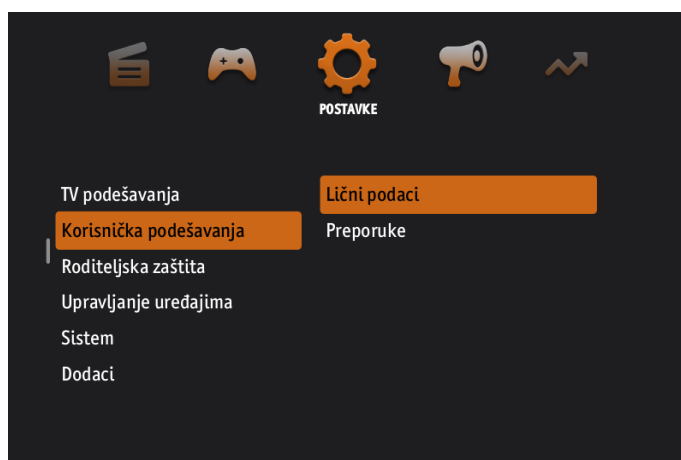 POSTAVKE
TV podešavanja
Korisnička podešavanja
Roditeljska zaštita
Upravljanje uređajima
Sistem
Dodaci
Lični podaci
Preporuke